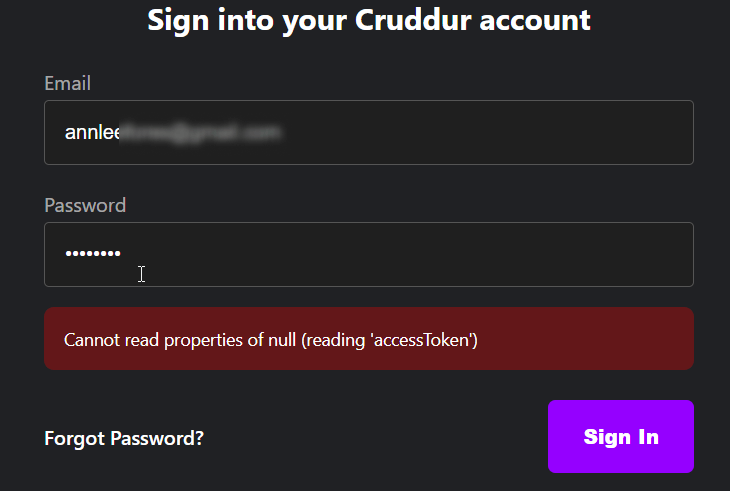 Sign into your Cruddur account
Email
annlee
Password
••••••••
Cannot read properties of null (reading 'accessToken')
Forgot Password?
Sign In